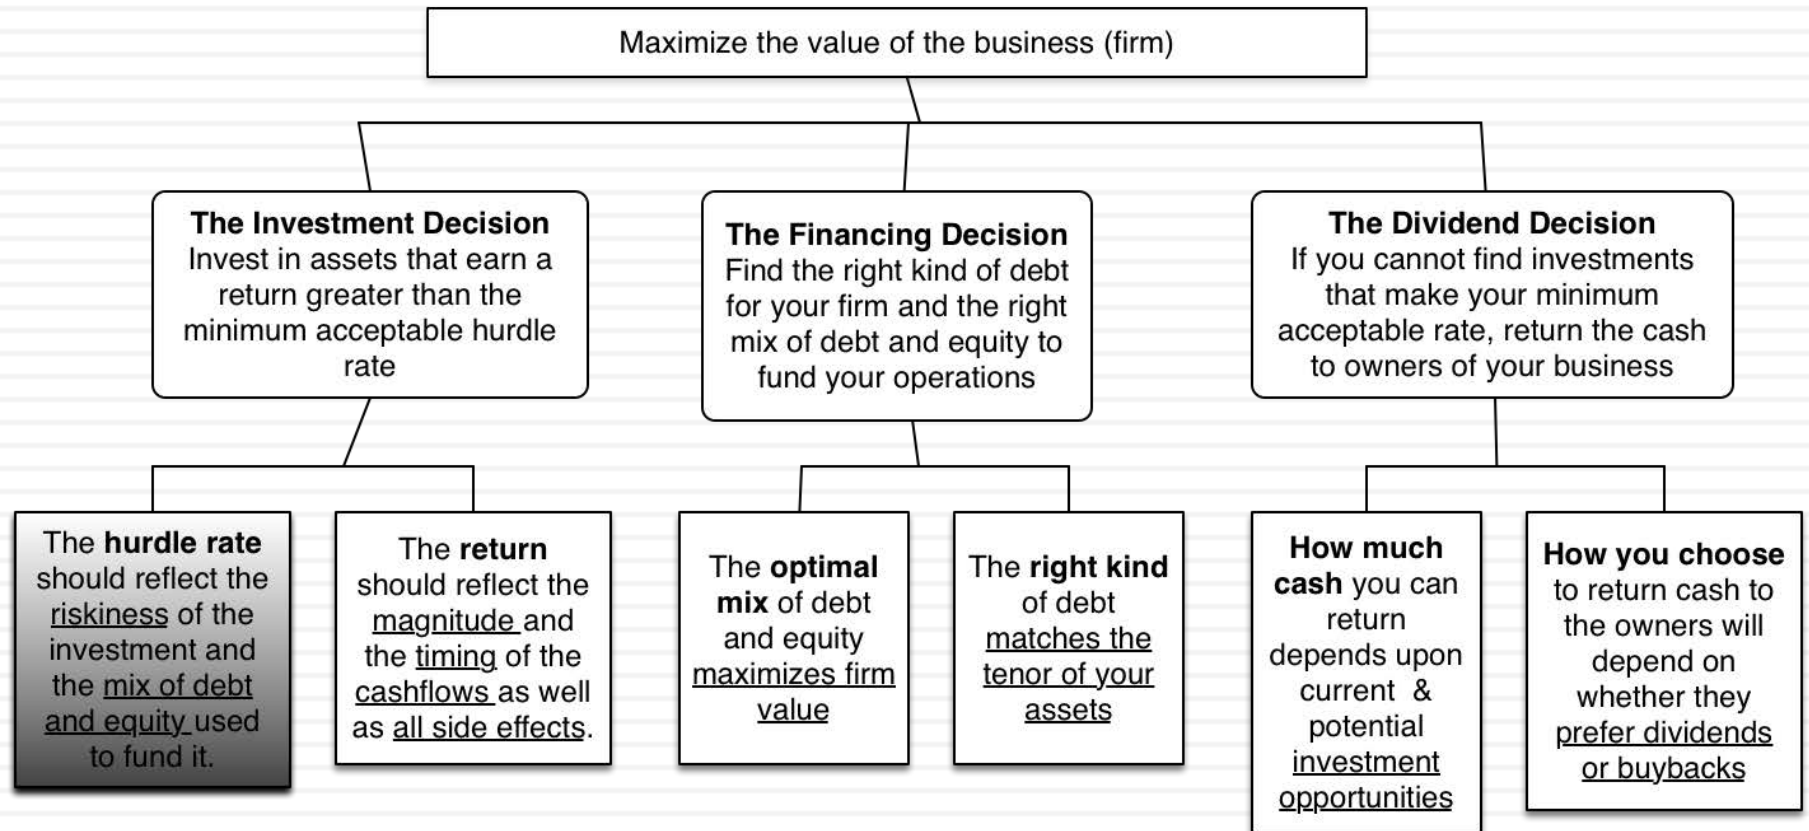 Maximize the value of the business (firm)
The Investment Decision
Invest in assets that earn a
return greater than the
minimum acceptable hurdle
rate
The Financing Decision
Find the right kind of debt
for your firm and the right
mix of debt and equity to
fund your operations
The Dividend Decision
If you cannot find investments
that make your minimum
acceptable rate, return the cash
to owners of your business
The hurdle rate
should reflect the
riskiness of the
investment and
the mix of debt
and equity used
to fund it.
The return
should reflect the
magnitude and
the timing of the
cashflows as well
as all side effects.
The optimal
mix of debt
and equity
maximizes firm
value
The right kind
of debt
matches the
tenor of your
assets
How much
cash you can
return
depends upon
current &
potential
investment
opportunities
How you choose
to return cash to
the owners will
depend on
whether they
prefer dividends
or buybacks